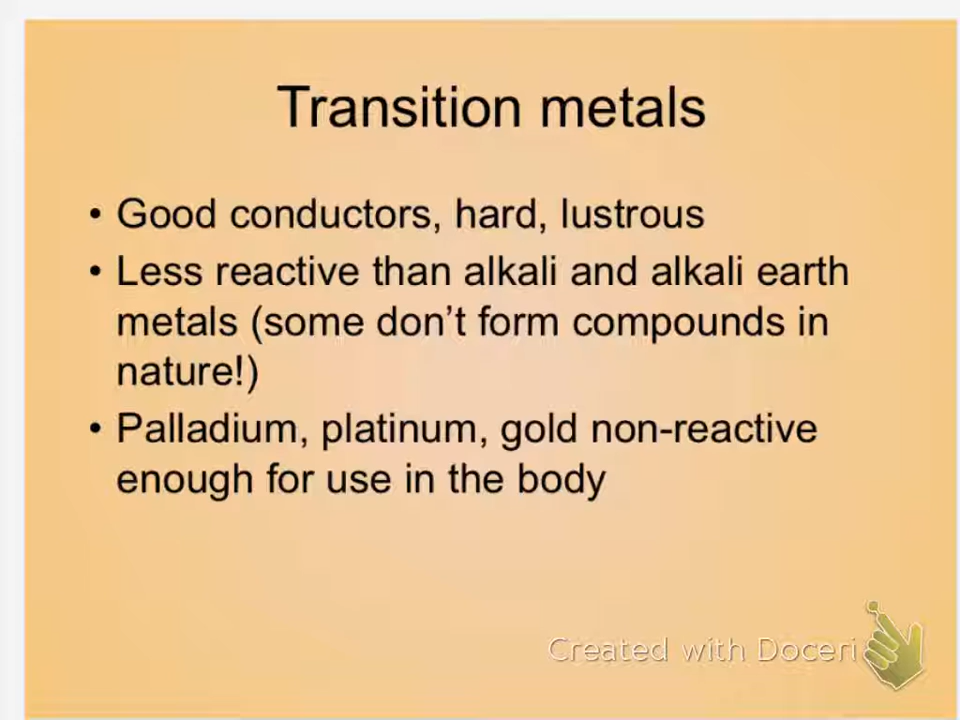 Transition metals
• Good conductors, hard, lustrous
• Less reactive than alkali and alkali earth
metals (some don’t form compounds in
nature!)
• Palladium, platinum, gold non-reactive
enough for use in the body
Created with Doceri